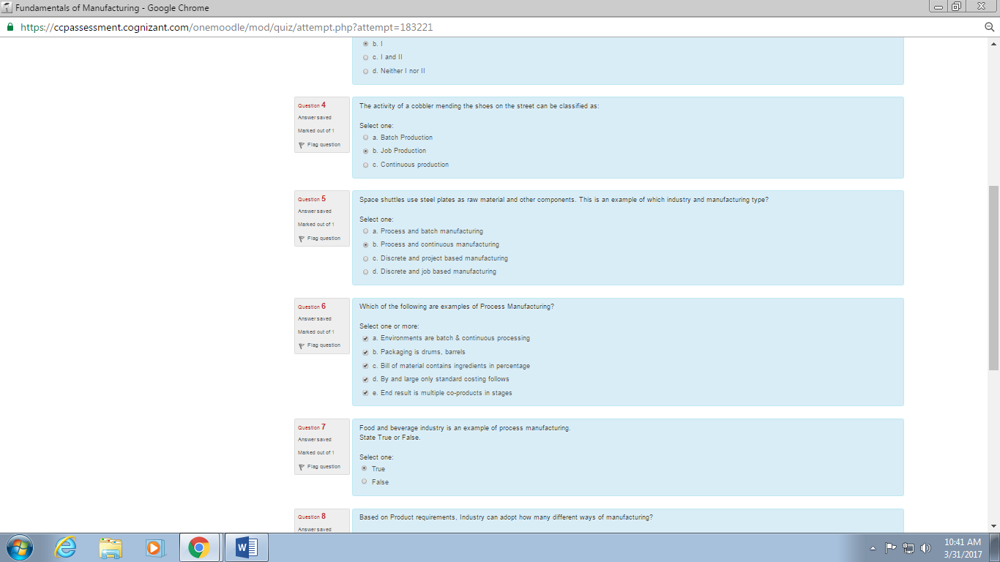 Fundamentals of Manufacturing - Google Chrome
https://ccpassessment.cognizant.com/onemoodle/mod/quiz/attempt.php?attempt=183221
b. I
c. I and II
d. Neither I nor II
Question 4
Answer saved
Marked out of 1
Flag question
The activity of a cobbler mending the shoes on the street can be classified as:
Select one:
a. Batch Production
b. Job Production
c. Continuous production
Question 5
Answer saved
Marked out of 1
Flag question
Space shuttles use steel plates as raw material and other components. This is an example of which industry and manufacturing type?
Select one:
a. Process and batch manufacturing
b. Process and continuous manufacturing
c. Discrete and project based manufacturing
d. Discrete and job based manufacturing
Question 6
Answer saved
Marked out of 1
Flag question
Which of the following are examples of Process Manufacturing?
Select one or more:
a. Environments are batch & continuous processing
b. Packaging is drums, barrels
c. Bill of material contains ingredients in percentage
d. By and large only standard costing follows
e. End result is multiple co-products in stages
Question 7
Answer saved
Marked out of 1
Flag question
Food and beverage industry is an example of process manufacturing.
State True or False.
Select one:
True
False
Question 8
Answer saved
Based on Product requirements, Industry can adopt how many different ways of manufacturing?
10:41 AM
3/31/2017